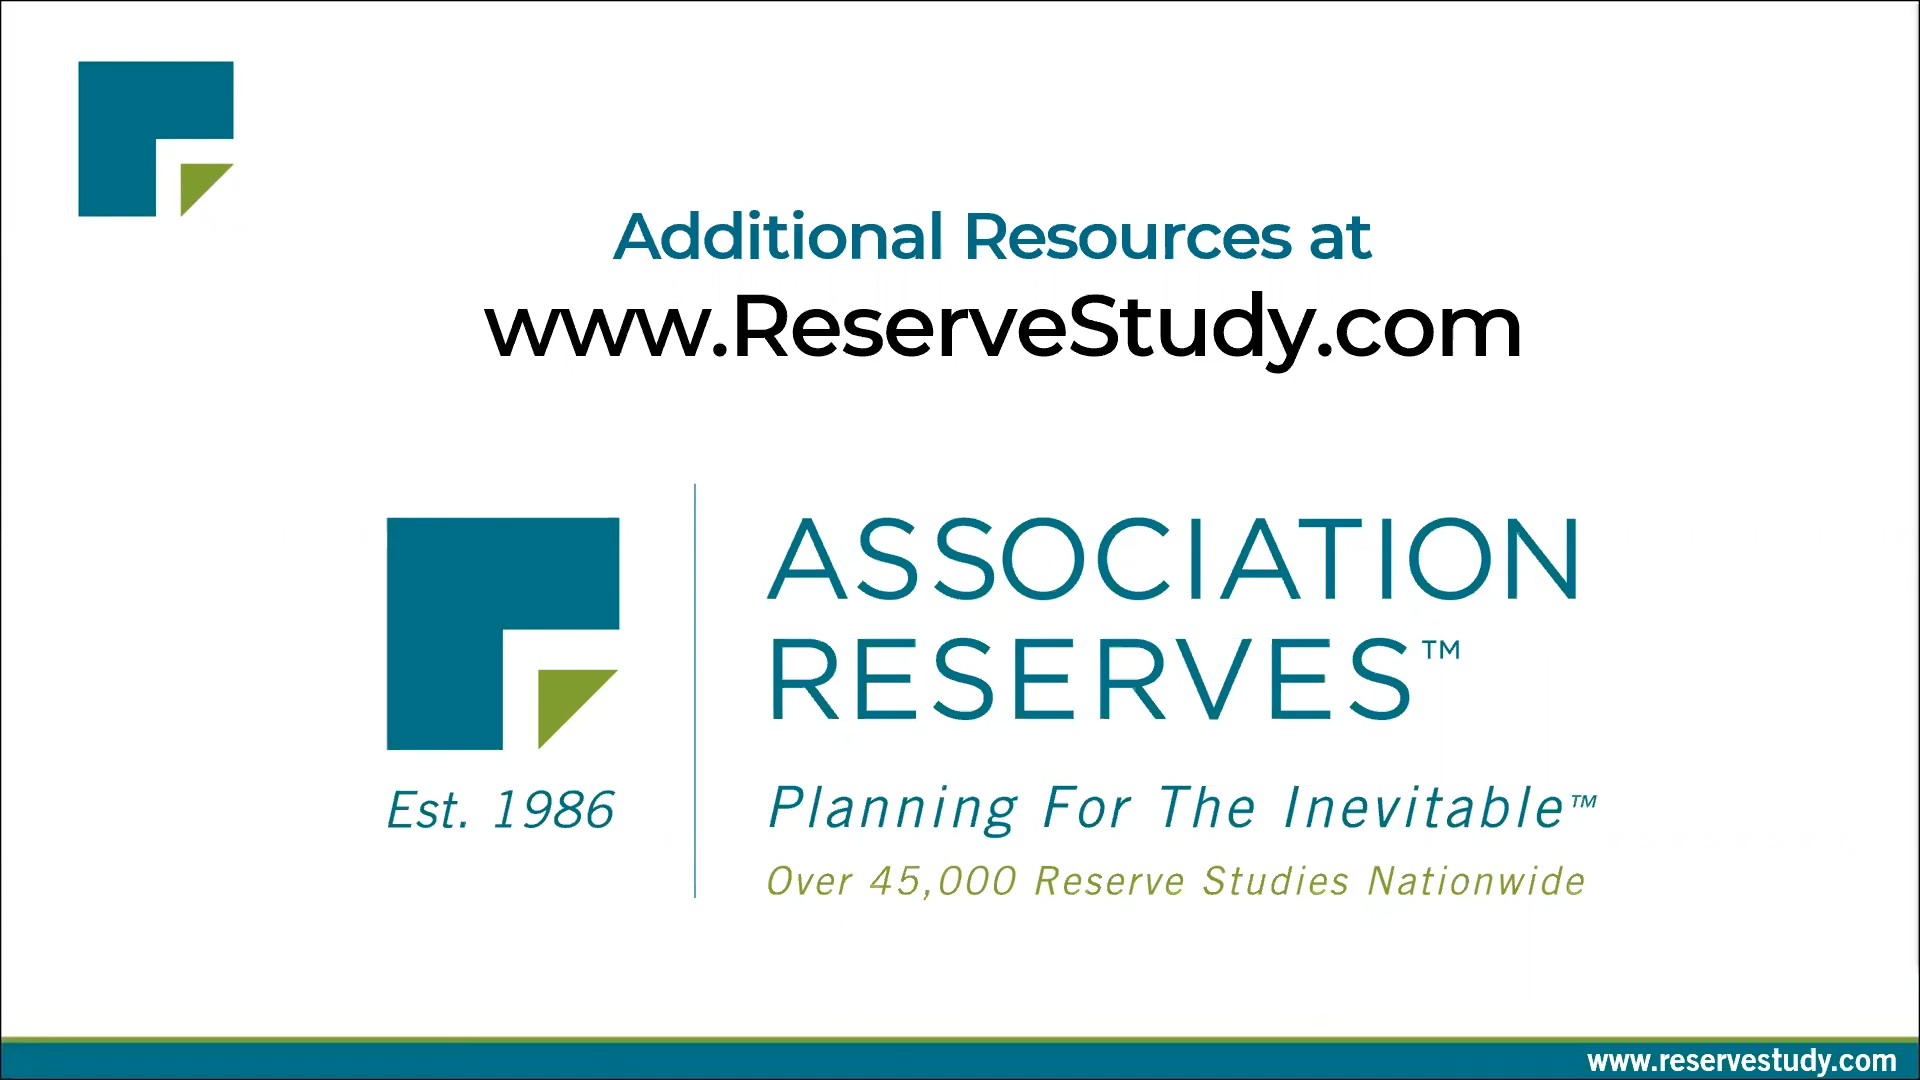 Additional Resources at
www.ReserveStudy.com
ASSOCIATION
RESERVES™
Est. 1986
Planning For The Inevitable™
Over 45,000 Reserve Studies Nationwide
www.reservestudy.com